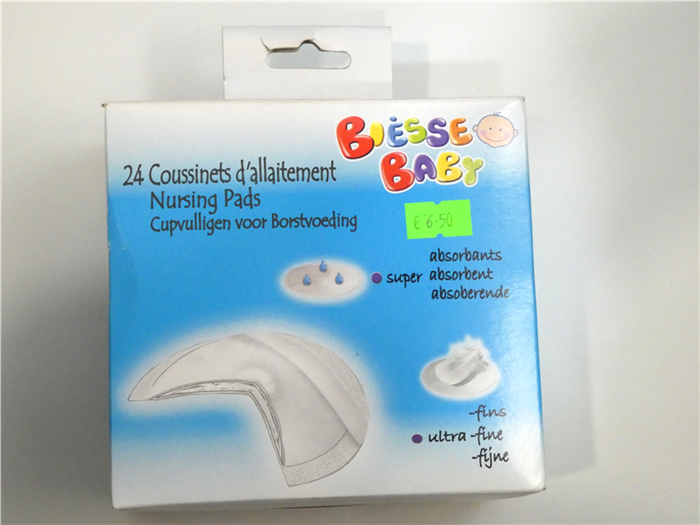 BIÈSSE
BABY
24 Coussinets d'allaitement
Nursing Pads
Cupvulligen voor Borstvoeding
€ 6.50
absorbants
super absorbent
absoberende
-fins
ultra -fine
-fijne